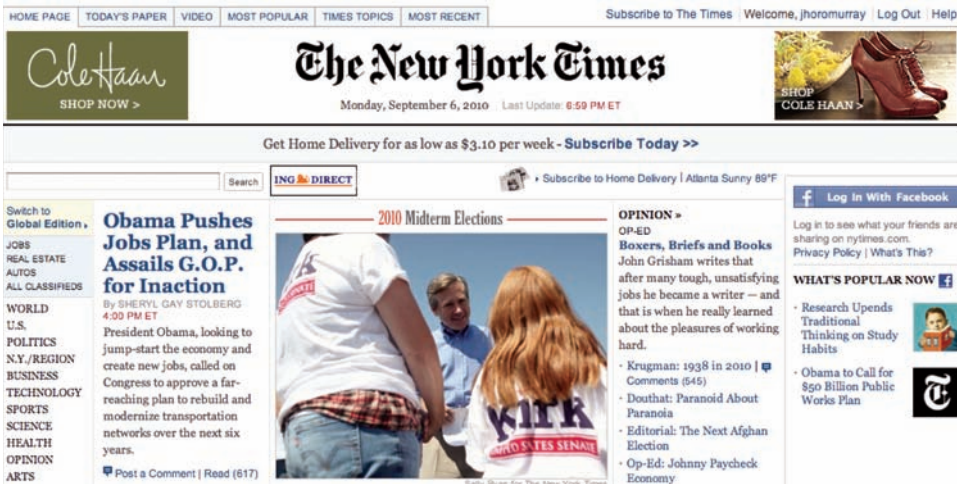 HOME PAGE TODAY'S PAPER VIDEO MOST POPULAR TIMES TOPICS MOST RECENT
Subscribe to The Times Welcome, jhoromurray Log Out Help
Cole Haan
SHOP NOW >
The New York Times
Monday, September 6, 2010 Last Update: 6:59 PM ET
SHOP
COLE HAAN >
Get Home Delivery for as low as $3.10 per week - Subscribe Today >>
Search
ING DIRECT
Subscribe to Home Delivery | Atlanta Sunny 89°F
Switch to
Global Edition
JOBS
REAL ESTATE
AUTOS
ALL CLASSIFIEDS
WORLD
U.S.
POLITICS
N.Y./REGION
BUSINESS
TECHNOLOGY
SPORTS
SCIENCE
HEALTH
OPINION
ARTS
Obama Pushes
Jobs Plan, and
Assails G.O.P.
for Inaction
By SHERYL GAY STOLBERG
4:00 PM ET
President Obama, looking to
jump-start the economy and
create new jobs, called on
Congress to approve a far-
reaching plan to rebuild and
modernize transportation
networks over the next six
years.
Post a Comment | Read (617)
2010 Midterm Elections
Kirk
UNITED STATES SENATE
OPINION »
OP-ED
Boxers, Briefs and Books
John Grisham writes that
after many tough, unsatisfying
jobs he became a writer — and
that is when he really learned
about the pleasures of working
hard.
· Krugman: 1938 in 2010 |
Comments (545)
· Douthat: Paranoid About
Paranoia
· Editorial: The Next Afghan
Election
· Op-Ed: Johnny Paycheck
Economy
f Log In With Facebook
Log in to see what your friends are
sharing on nytimes.com.
Privacy Policy | What's This?
WHAT'S POPULAR NOW f
· Research Upends
Traditional
Thinking on Study
Habits
· Obama to Call for
$50 Billion Public
Works Plan
T